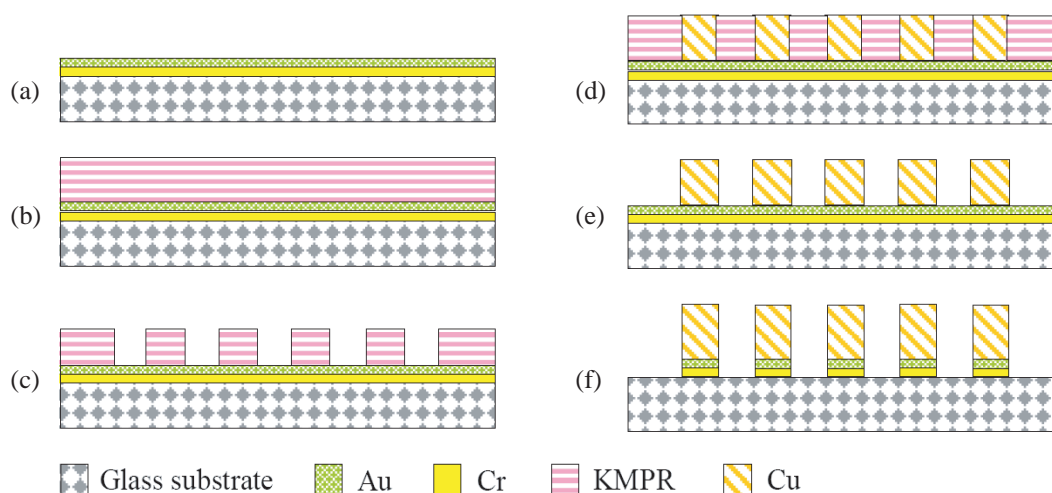 (a)
(b)
(c)
(d)
(e)
(f)
Glass substrate Au Cr KMPR Cu